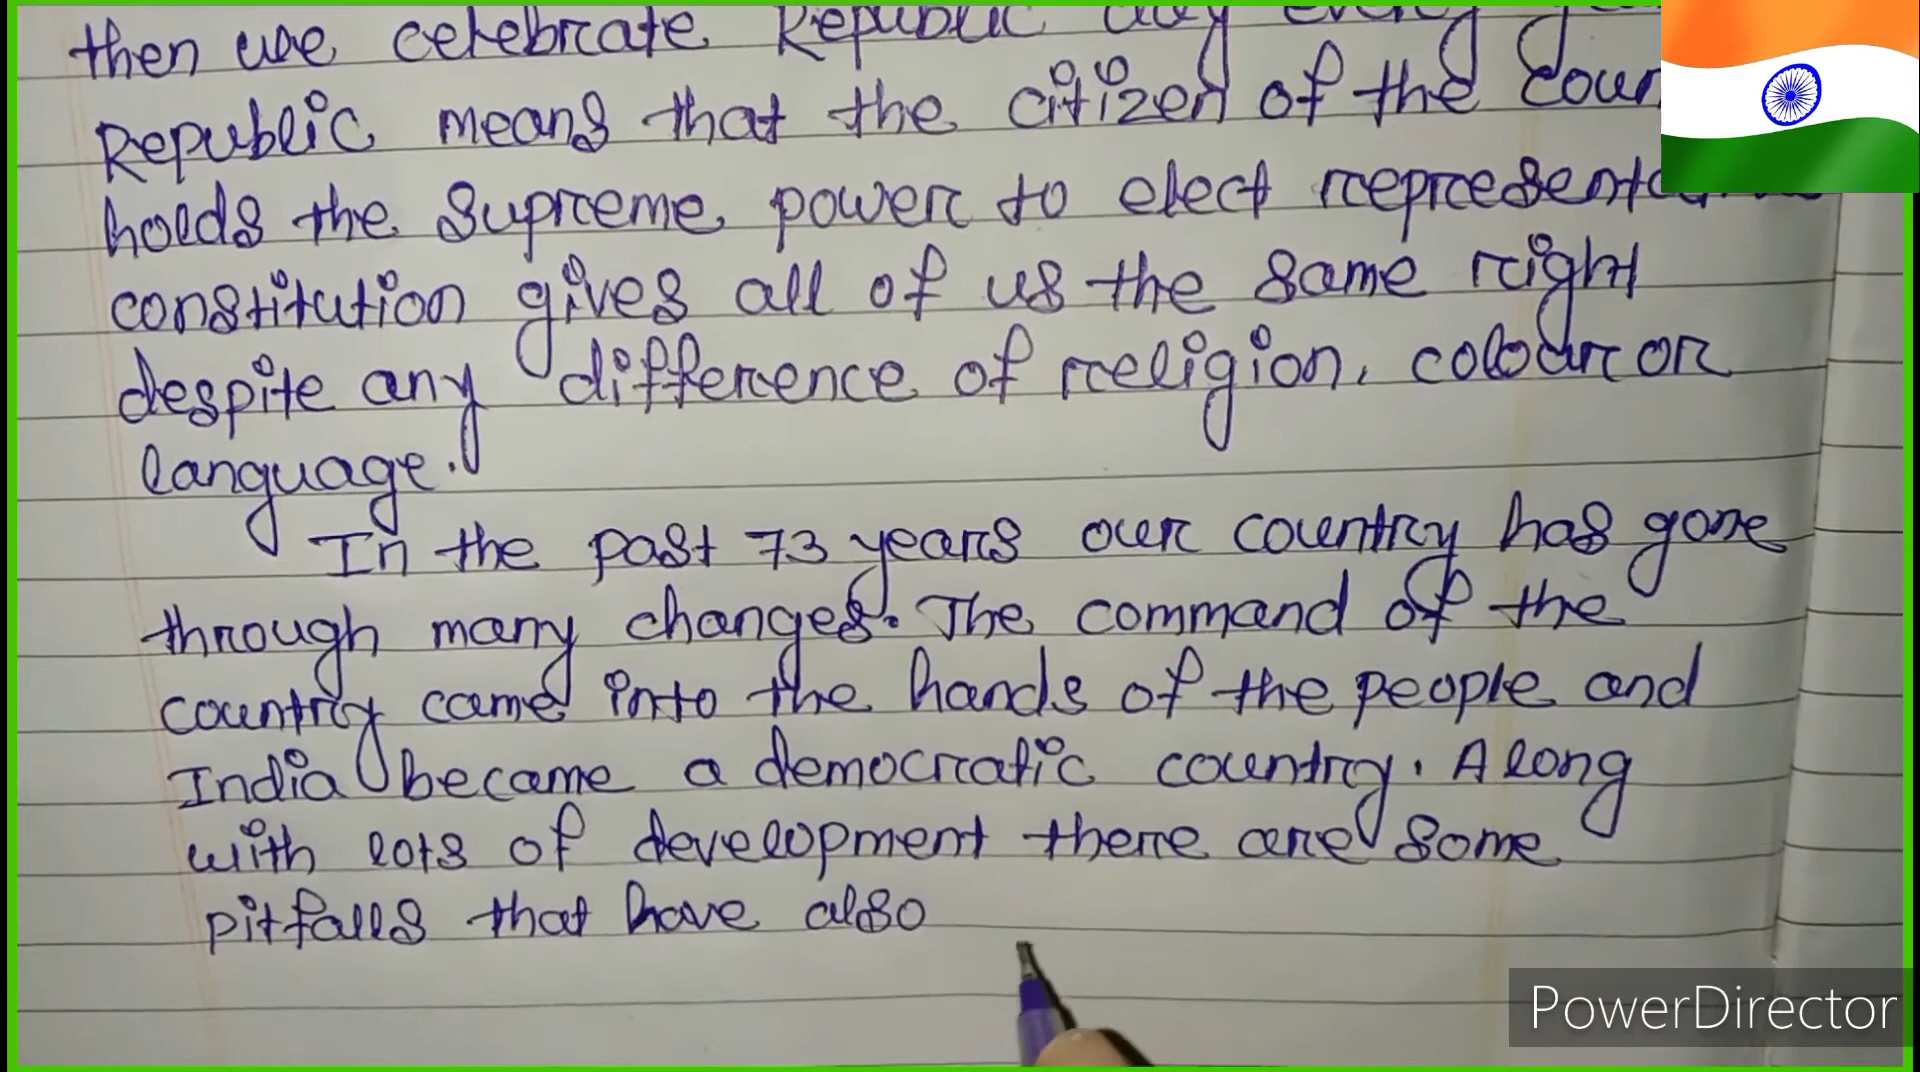 then we celebrate Republic day every
Republic means that the citizen of the
holds the supreme power to elect
constitution gives all of us the same right
despite any difference of religion, colour or
language.
In the past 73 years our country has gone
through many changes. The command of the
country came into the hands of the people and
India became a democratic country. Along
with lots of development there are some
pitfalls that have also
PowerDirector